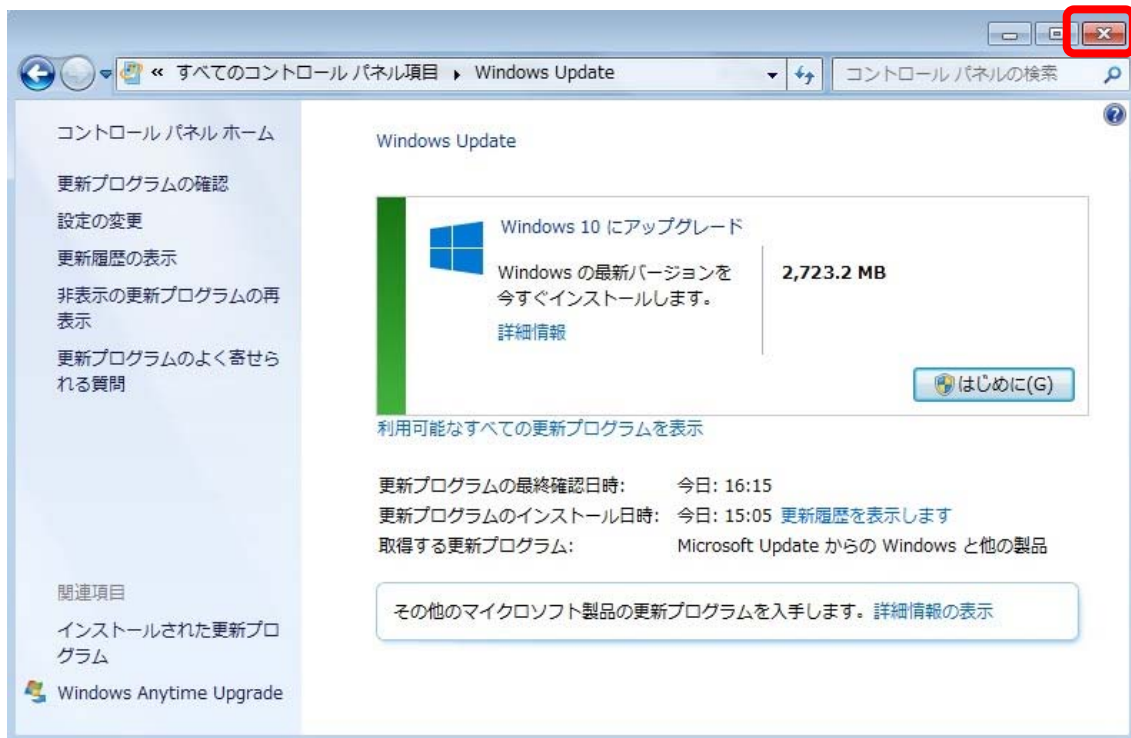 « すべてのコントロール パネル項目 ▸ Windows Update
コントロール パネルの検索
コントロール パネル ホーム
更新プログラムの確認
設定の変更
更新履歴の表示
非表示の更新プログラムの再
表示
更新プログラムのよく寄せら
れる質問
関連項目
インストールされた更新プロ
グラム
Windows Anytime Upgrade
Windows Update
Windows 10 にアップグレード
Windows の最新バージョンを
今すぐインストールします。
詳細情報
2,723.2 MB
はじめに(G)
利用可能なすべての更新プログラムを表示
更新プログラムの最終確認日時: 今日: 16:15
更新プログラムのインストール日時: 今日: 15:05 更新履歴を表示します
取得する更新プログラム: Microsoft Update からの Windows と他の製品
その他のマイクロソフト製品の更新プログラムを入手します。詳細情報の表示